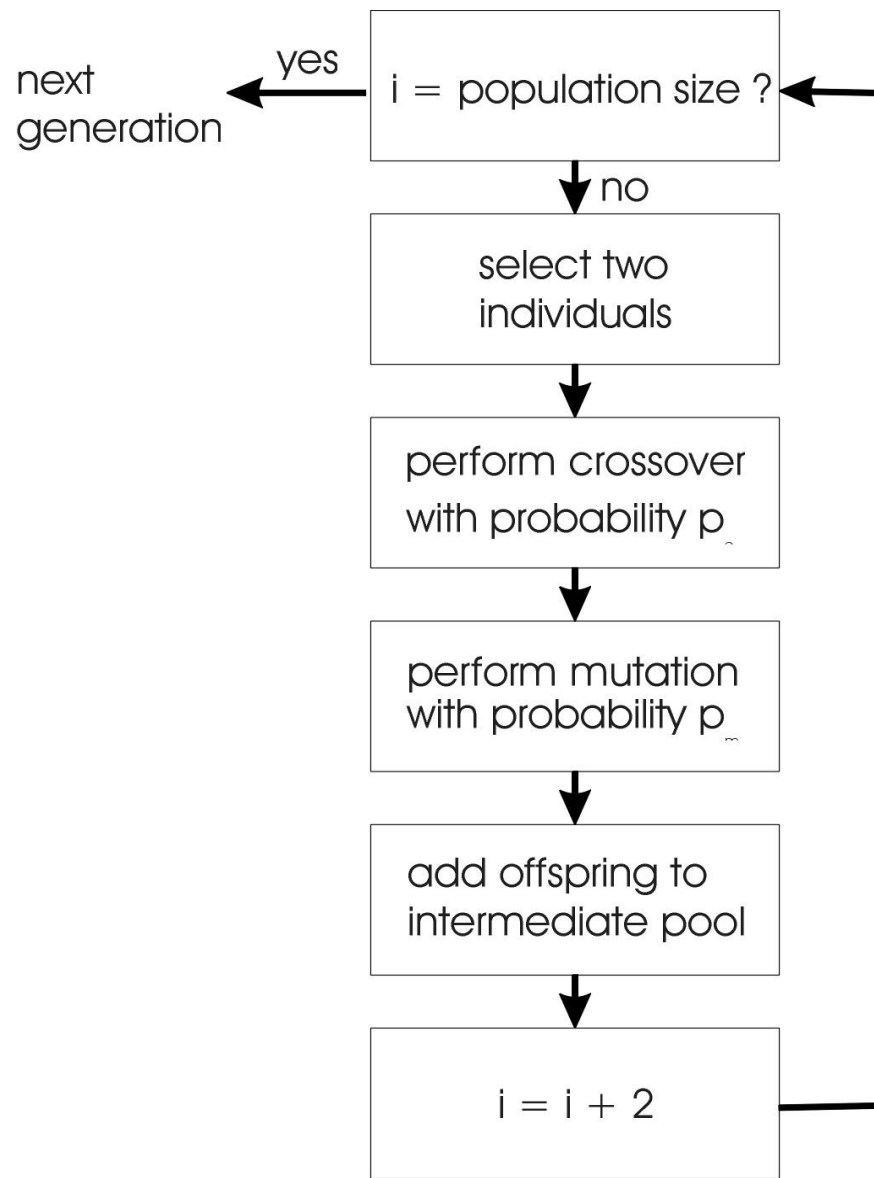 yes
next
generation
i = population size ?
no
select two
individuals
perform crossover
with probability p
perform mutation
with probability p m
add offspring to
intermediate pool
i = i + 2